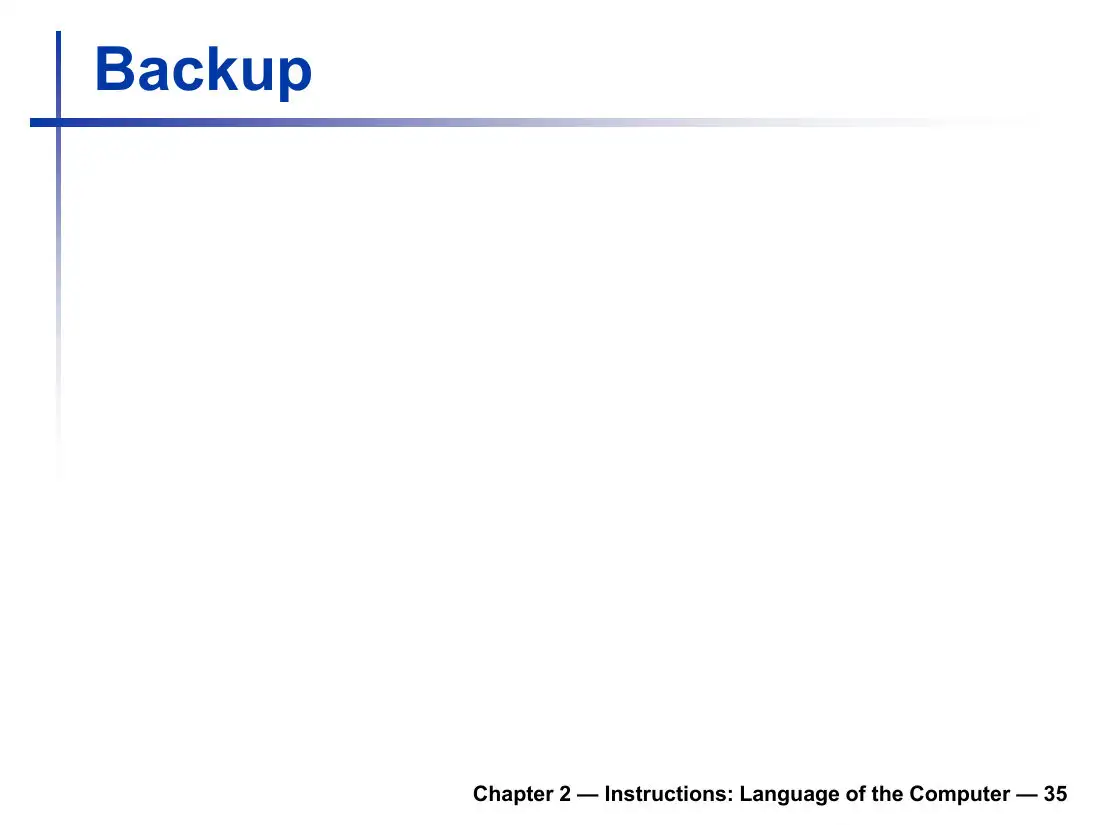 Backup
Chapter 2 — Instructions: Language of the Computer — 35